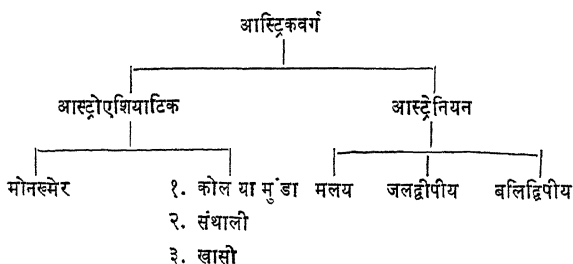 आस्ट्रिकवर्ग
आस्ट्रोएशियाटिक आस्ट्रेनियन
मोनख्मेर १. कोल या मुंडा मलय जलद्वीपीय बलिद्विपीय
२. संथाली
३. खासी